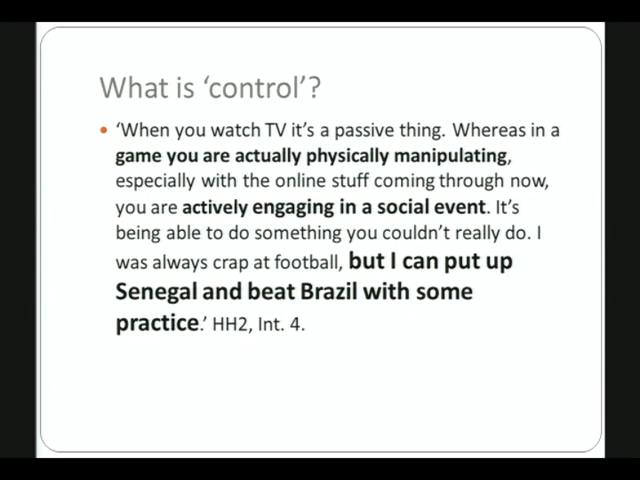 What is ‘control’?
• ‘When you watch TV it’s a passive thing. Whereas in a
game you are actually physically manipulating,
especially with the online stuff coming through now,
you are actively engaging in a social event. It’s
being able to do something you couldn’t really do. I
was always crap at football, but I can put up
Senegal and beat Brazil with some
practice.’ HH2, Int. 4.